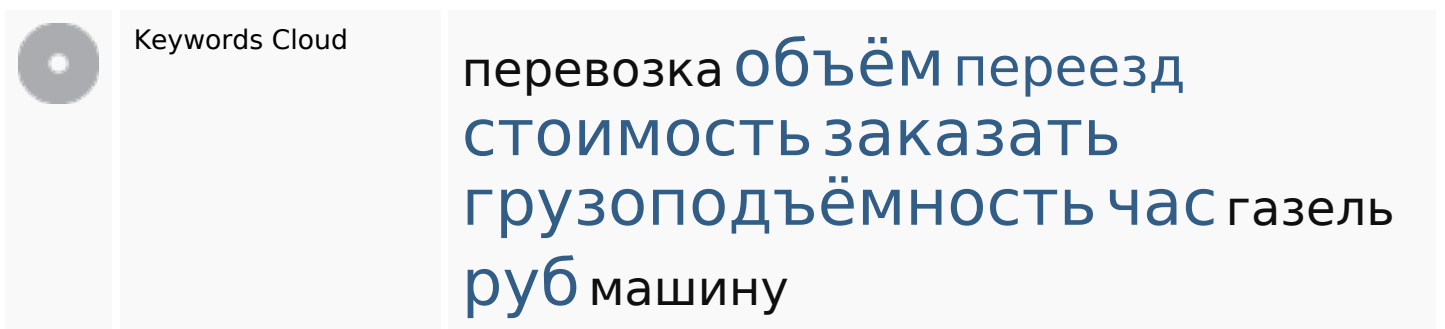 Keywords Cloud
перевозка объём переезд
стоимость заказать
грузоподъёмность час газель
руб машину